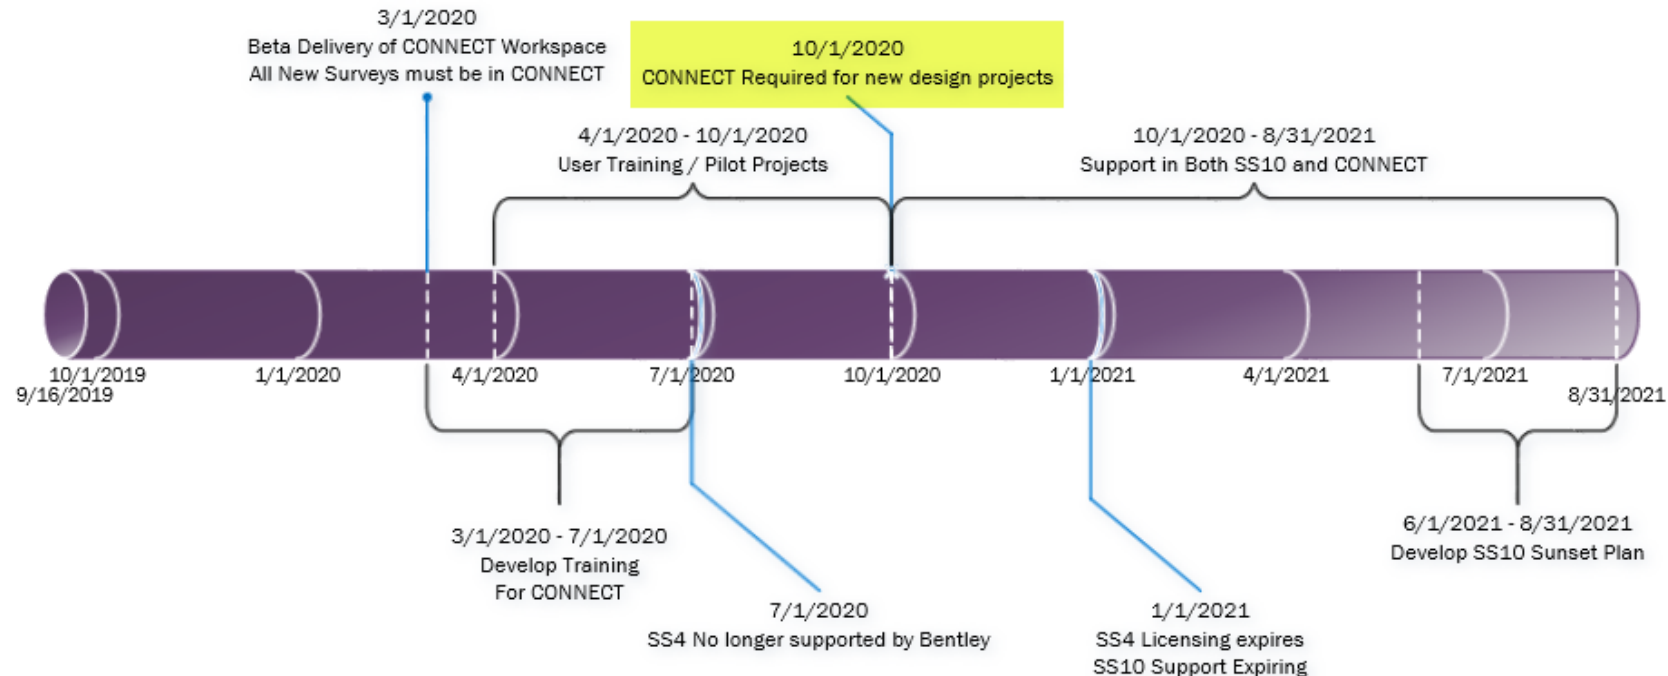 3/1/2020
Beta Delivery of CONNECT Workspace
All New Surveys must be in CONNECT
10/1/2020
CONNECT Required for new design projects
4/1/2020 - 10/1/2020
User Training / Pilot Projects
10/1/2020 - 8/31/2021
Support in Both SS10 and CONNECT
10/1/2019
1/1/2020
4/1/2020
7/1/2020
10/1/2020
1/1/2021
4/1/2021
7/1/2021
9/16/2019
8/31/2021
3/1/2020 - 7/1/2020
Develop Training
For CONNECT
7/1/2020
SS4 No longer supported by Bentley
1/1/2021
SS4 Licensing expires
SS10 Support Expiring
6/1/2021 - 8/31/2021
Develop SS10 Sunset Plan